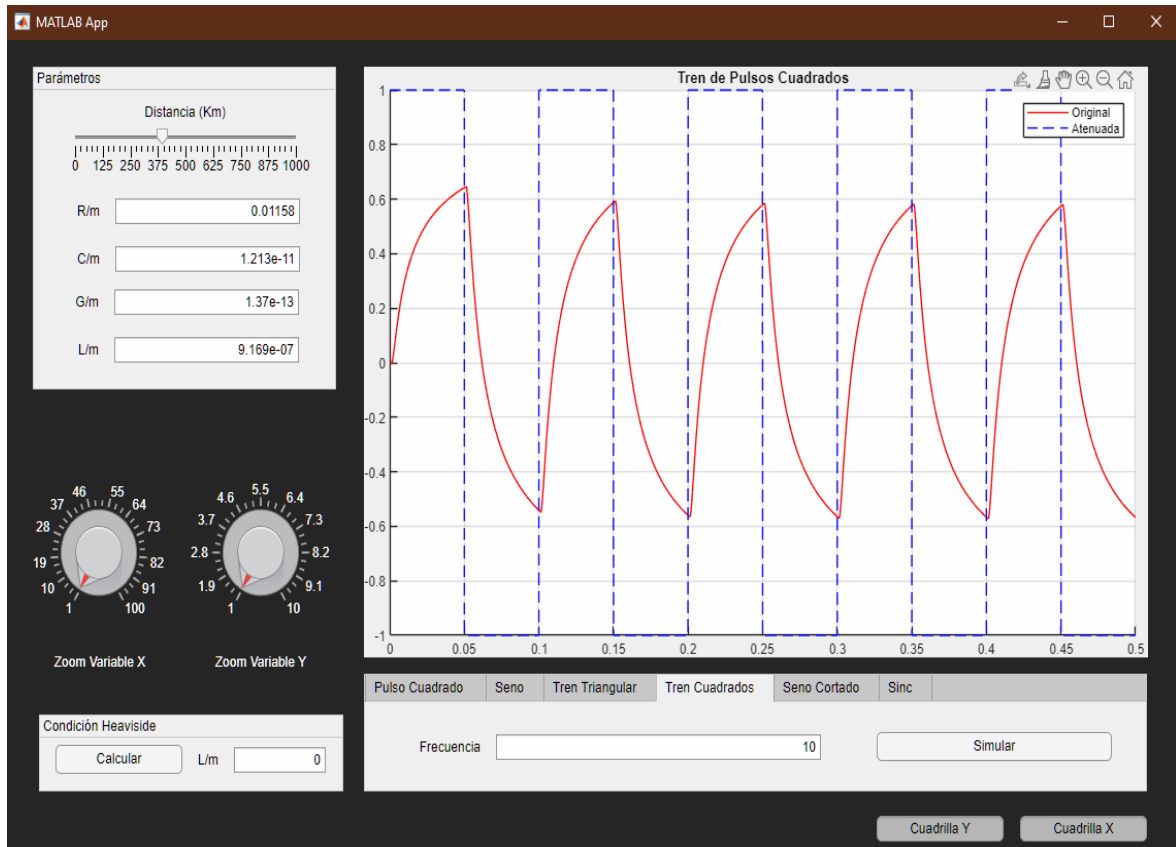 MATLAB App
Parámetros
Distancia (Km)
0 125 250 375 500 625 750 875 1000
R/m 0.01158
C/m 1.213e-11
G/m 1.37e-13
L/m 9.169e-07
Tren de Pulsos Cuadrados
Original
Atenuada
1
0.8
0.6
0.4
0.2
0
-0.2
-0.4
-0.6
-0.8
-1
0 0.05 0.1 0.15 0.2 0.25 0.3 0.35 0.4 0.45 0.5
1 10 19 28 37 46 55 64 73 82 91 100
Zoom Variable X
1 1.9 2.8 3.7 4.6 5.5 6.4 7.3 8.2 9.1 10
Zoom Variable Y
Pulso Cuadrado Seno Tren Triangular Tren Cuadrados Seno Cortado Sinc
Frecuencia 10 Simular
Condición Heaviside
Calcular L/m 0
Cuadrilla Y Cuadrilla X